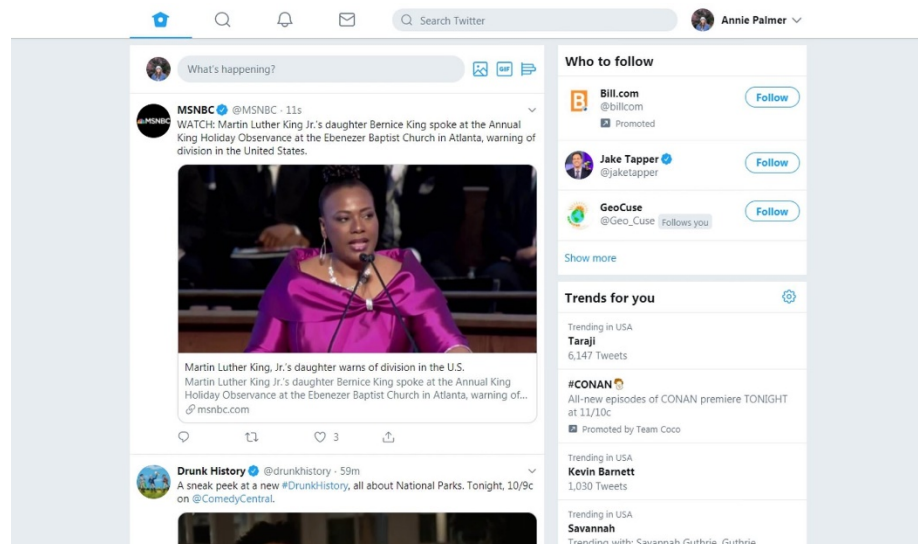 Search Twitter
Annie Palmer
What's happening?
GIF
MSNBC @MSNBC · 11s
WATCH: Martin Luther King Jr.'s daughter Bernice King spoke at the Annual
King Holiday Observance at the Ebenezer Baptist Church in Atlanta, warning of
division in the United States.
MSNBC
Martin Luther King, Jr.'s daughter warns of division in the U.S.
Martin Luther King Jr.'s daughter Bernice King spoke at the Annual King
Holiday Observance at the Ebenezer Baptist Church in Atlanta, warning of...
msnbc.com
3
Drunk History @drunkhistory · 59m
A sneak peek at a new #DrunkHistory, all about National Parks. Tonight, 10/9c
on @ComedyCentral.
Who to follow
B
Bill.com
@billcom
Promoted
Follow
Jake Tapper
@jaketapper
Follow
GeoCuse
@Geo_Cuse Follows you
Follow
Show more
Trends for you
Trending in USA
Taraji
6,147 Tweets
#CONAN
All-new episodes of CONAN premiere TONIGHT
at 11/10c
Promoted by Team Coco
Trending in USA
Kevin Barnett
1,030 Tweets
Trending in USA
Savannah
Trending with: Savannah Guthrie, Guthrie